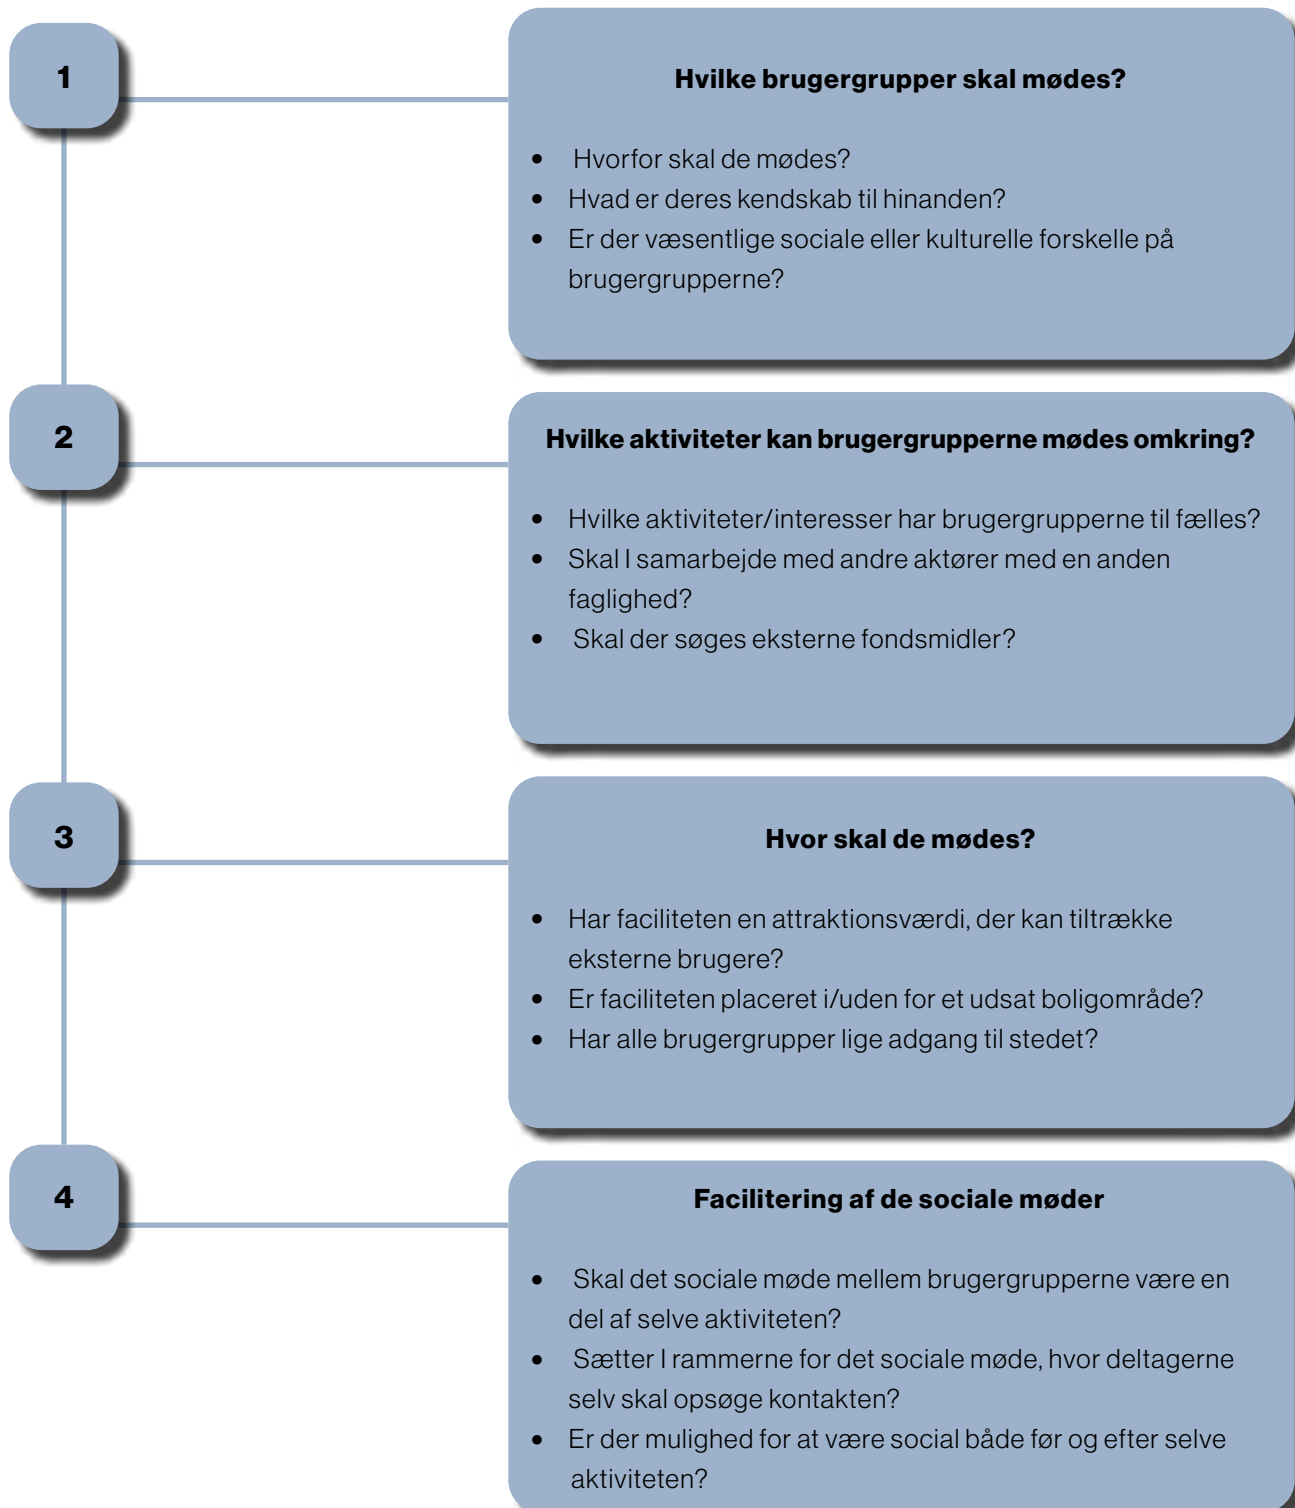 1
Hvilke brugergrupper skal mødes?
• Hvorfor skal de mødes?
• Hvad er deres kendskab til hinanden?
• Er der væsentlige sociale eller kulturelle forskelle på
brugergrupperne?
2
Hvilke aktiviteter kan brugergrupperne mødes omkring?
• Hvilke aktiviteter/interesser har brugergrupperne til fælles?
• Skal I samarbejde med andre aktører med en anden
faglighed?
• Skal der søges eksterne fondsmidler?
3
Hvor skal de mødes?
• Har faciliteten en attraktionsværdi, der kan tiltrække
eksterne brugere?
• Er faciliteten placeret i/uden for et udsat boligområde?
• Har alle brugergrupper lige adgang til stedet?
4
Facilitering af de sociale møder
• Skal det sociale møde mellem brugergrupperne være en
del af selve aktiviteten?
• Sætter I rammerne for det sociale møde, hvor deltagerne
selv skal opsøge kontakten?
• Er der mulighed for at være social både før og efter selve
aktiviteten?